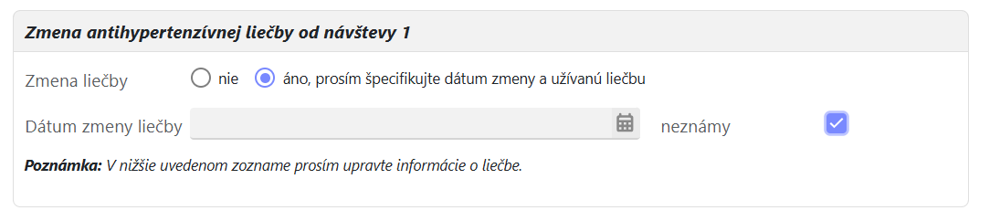 Zmena antihypertenzívnej liečby od návštevy 1
Zmena liečby nie áno, prosím špecifikujte dátum zmeny a užívanú liečbu
Dátum zmeny liečby neznámy
Poznámka: V nižšie uvedenom zozname prosím upravte informácie o liečbe.